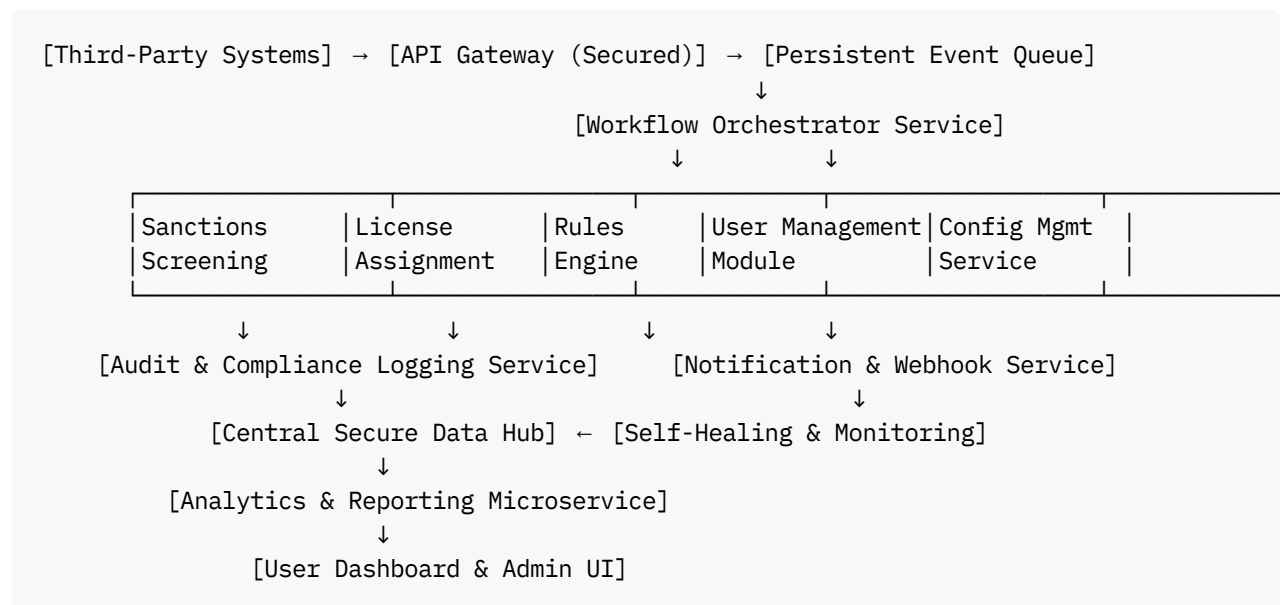 [Third-Party Systems] → [API Gateway (Secured)] → [Persistent Event Queue]
↓
[Workflow Orchestrator Service]
↓ ↓
│Sanctions │License │Rules │User Management│Config Mgmt │
│Screening │Assignment │Engine │Module │Service │
↓ ↓ ↓ ↓
[Audit & Compliance Logging Service] [Notification & Webhook Service]
↓ ↓
[Central Secure Data Hub] ← [Self-Healing & Monitoring]
↓
[Analytics & Reporting Microservice]
↓
[User Dashboard & Admin UI]